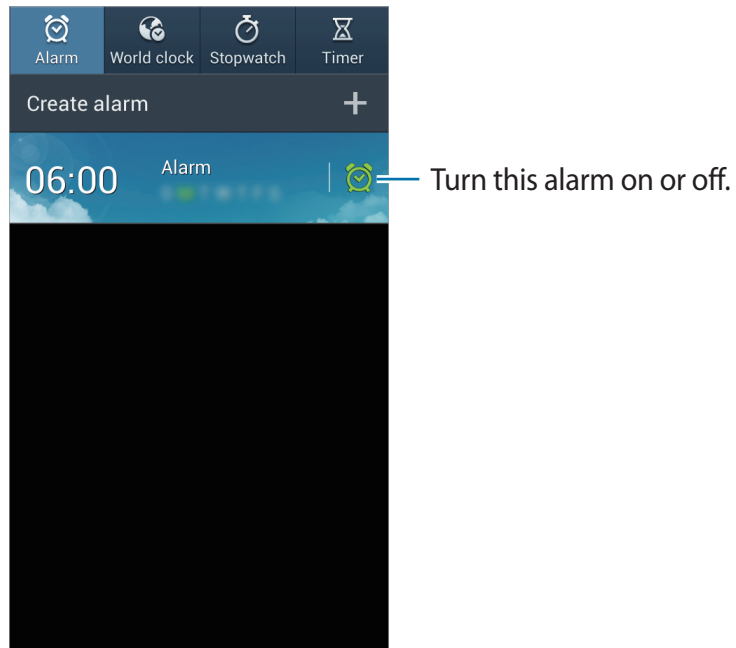 Alarm World clock Stopwatch Timer
Create alarm
06:00 Alarm
Turn this alarm on or off.